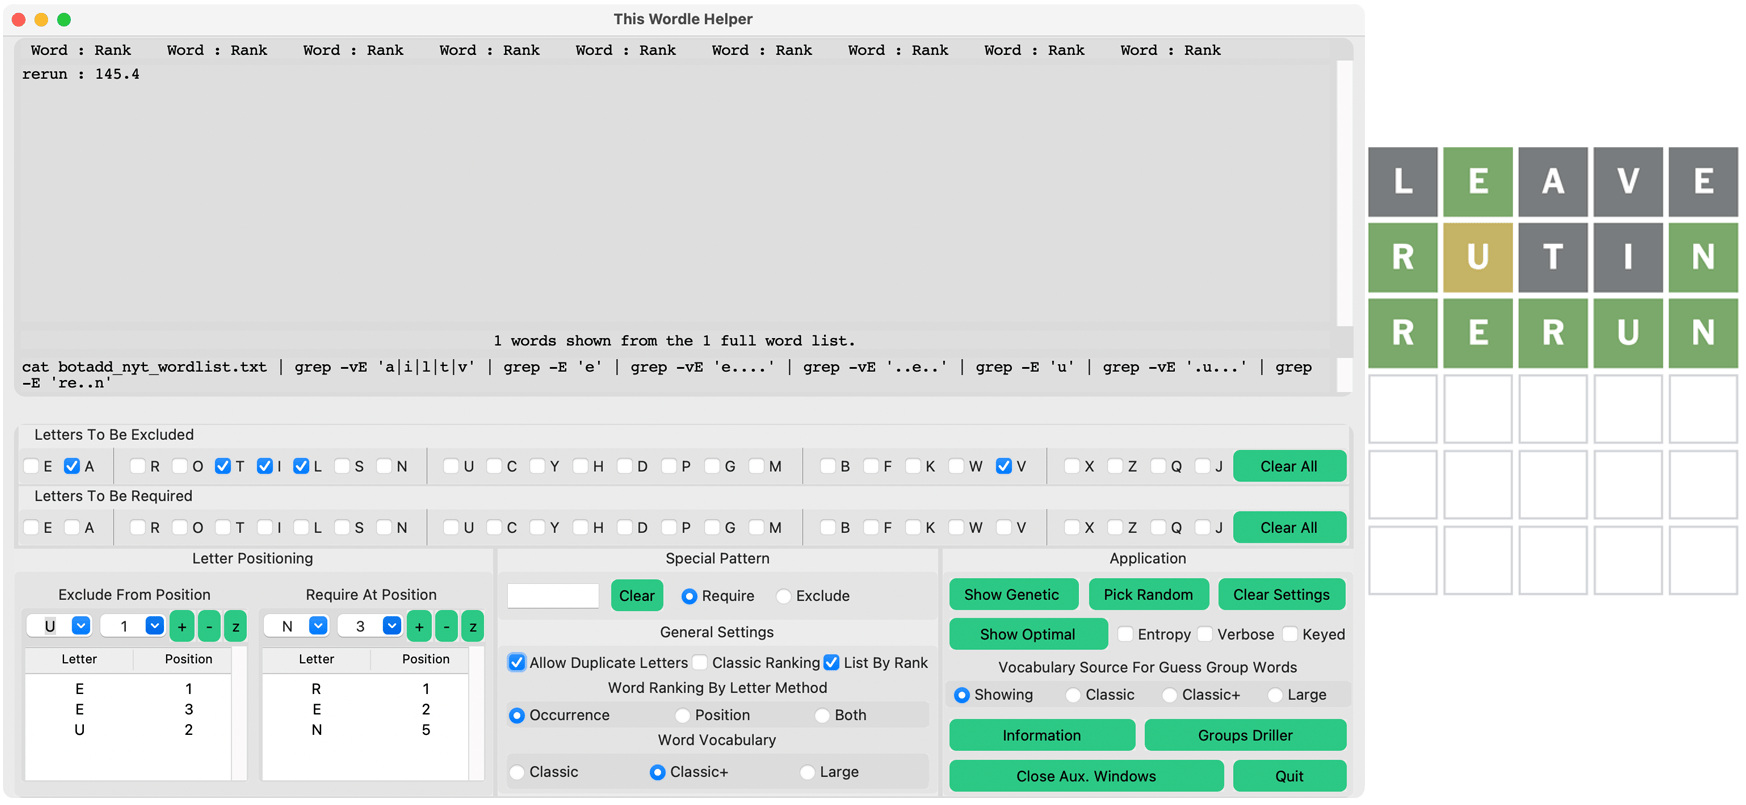 This Wordle Helper
Word : Rank Word : Rank Word : Rank Word : Rank Word : Rank Word : Rank Word : Rank Word : Rank Word : Rank
rerun : 145.4
1 words shown from the 1 full word list.
cat botadd_nyt_wordlist.txt | grep -vE 'a|i|l|t|v' | grep -E 'e' | grep -vE 'e....' | grep -vE '..e..' | grep -E 'u' | grep -vE '.u...' | grep
-E 're..n'
L E A V E
R U T I N
R E R U N
Letters To Be Excluded
E A R O T I L S N U C Y H D P G M B F K W V X Z Q J Clear All
Letters To Be Required
E A R O T I L S N U C Y H D P G M B F K W V X Z Q J Clear All
Letter Positioning
Exclude From Position
U 1 + - z
Letter Position
E 1
E 3
U 2
Require At Position
N 3 + - z
Letter Position
R 1
E 2
N 5
Special Pattern
Clear Require Exclude
General Settings
Allow Duplicate Letters Classic Ranking List By Rank
Word Ranking By Letter Method
Occurrence Position Both
Word Vocabulary
Classic Classic+ Large
Application
Show Genetic Pick Random Clear Settings
Show Optimal Entropy Verbose Keyed
Vocabulary Source For Guess Group Words
Showing Classic Classic+ Large
Information Groups Driller
Close Aux. Windows Quit